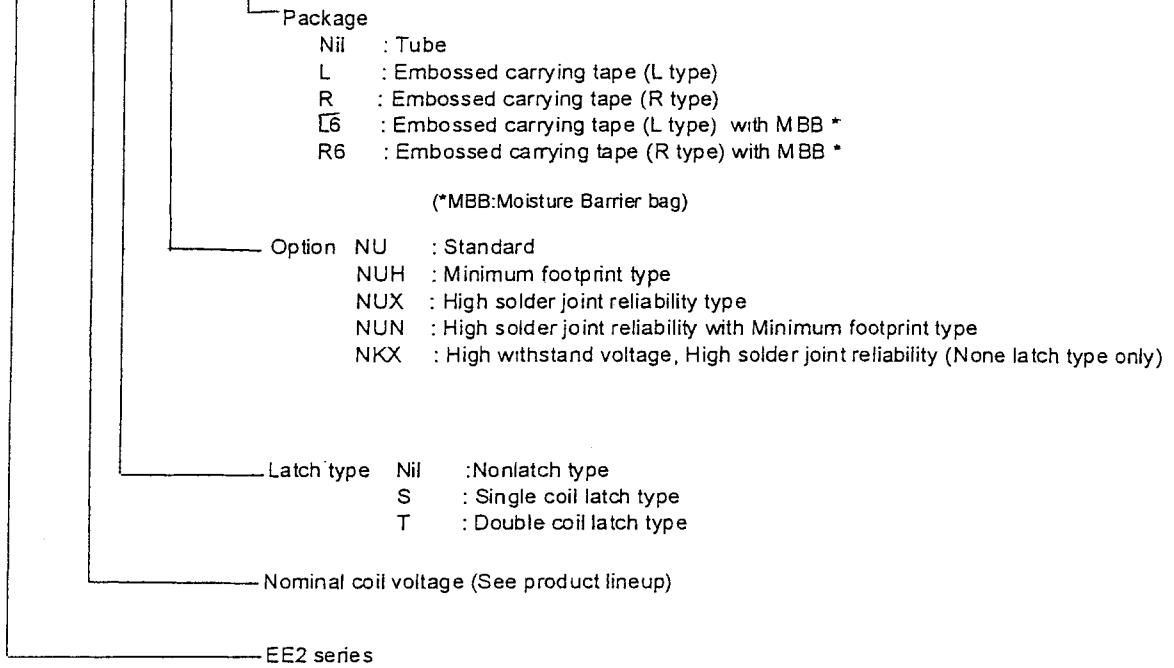 Package
Nil : Tube
L : Embossed carrying tape (L type)
R : Embossed carrying tape (R type)
L6 : Embossed carrying tape (L type) with MBB *
R6 : Embossed carrying tape (R type) with MBB *
(*MBB:Moisture Barrier bag)
Option NU : Standard
NUH : Minimum footprint type
NUX : High solder joint reliability type
NUN : High solder joint reliability with Minimum footprint type
NKX : High withstand voltage, High solder joint reliability (None latch type only)
Latch type Nil :Nonlatch type
S : Single coil latch type
T : Double coil latch type
Nominal coil voltage (See product lineup)
EE2 series